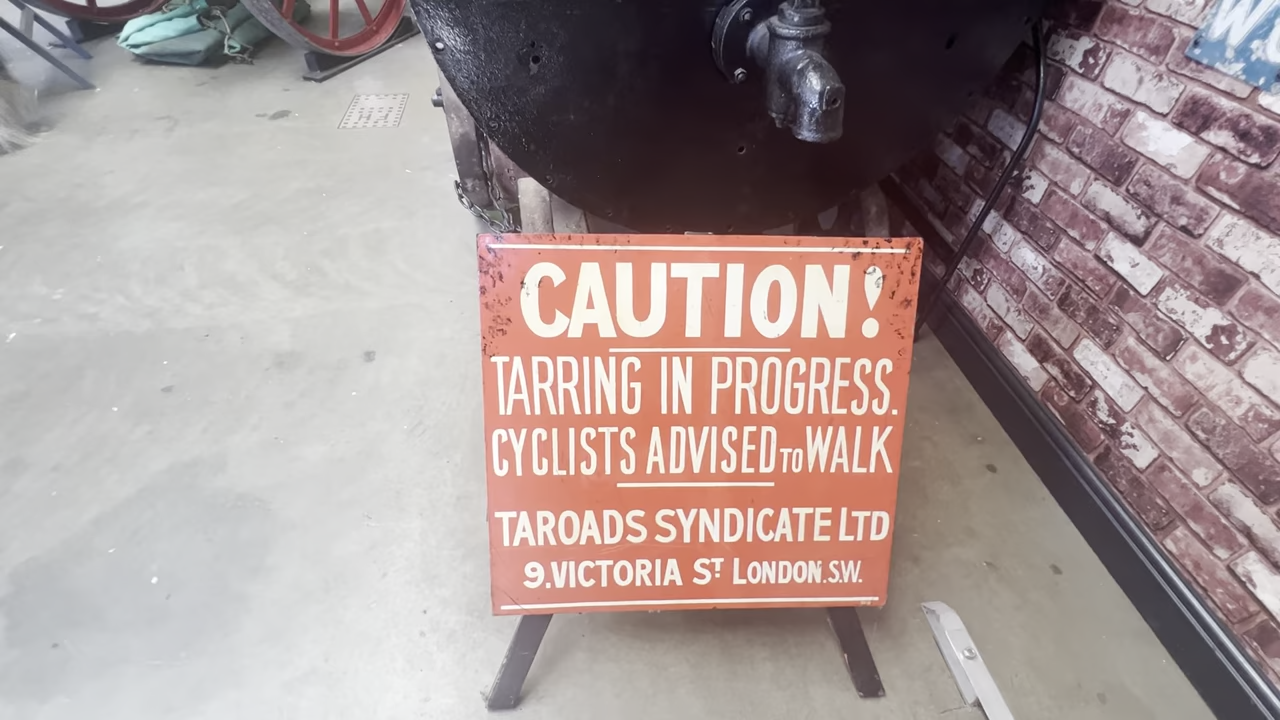 CAUTION!
TARRING IN PROGRESS.
CYCLISTS ADVISED TO WALK
TAROADS SYNDICATE LTD
9.VICTORIA ST LONDON.S.W.